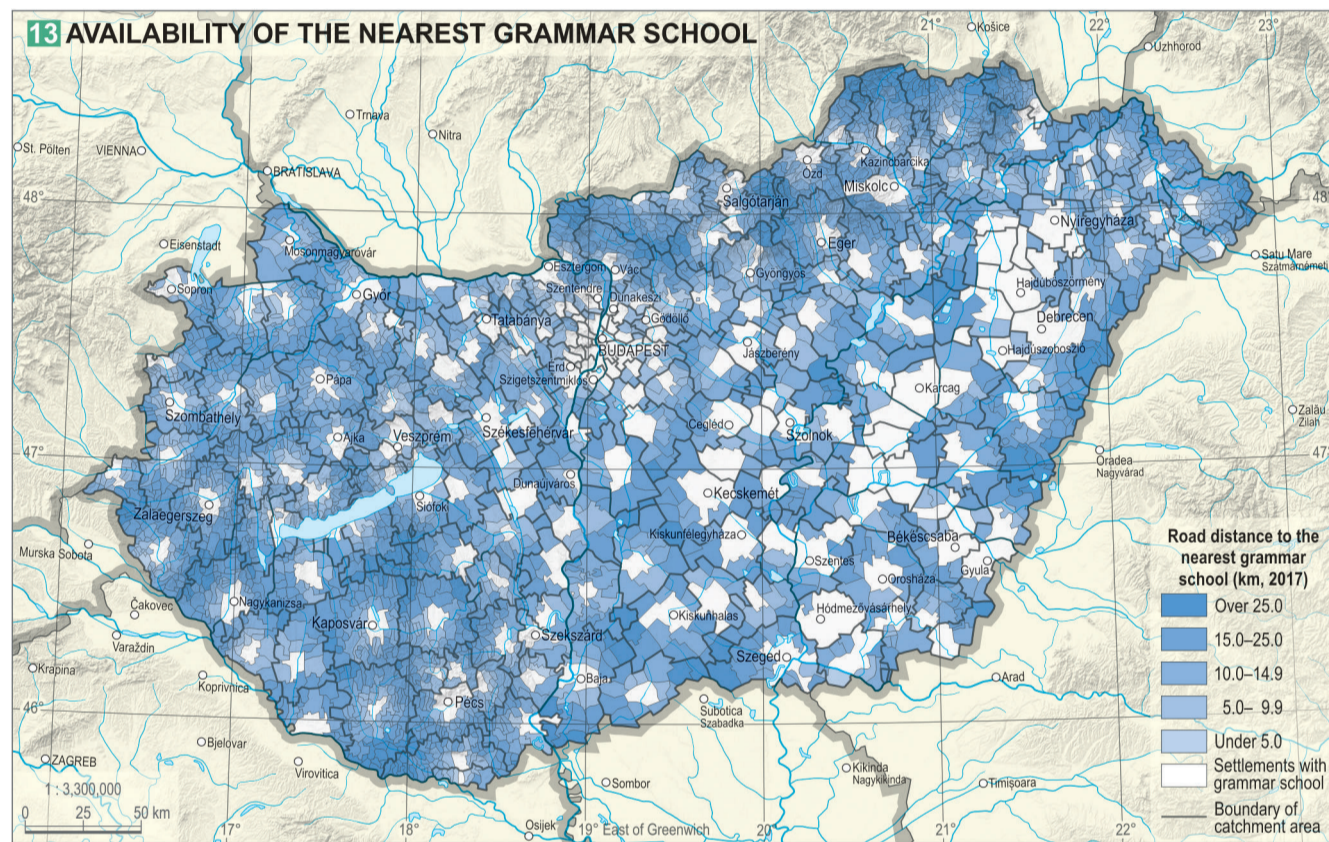 13 AVAILABILITY OF THE NEAREST GRAMMAR SCHOOL
21°
22°
23°
Košice
Uzhhorod
Trnava
Nitra
St. Pölten
VIENNA
BRATISLAVA
Kazincbarcika
Ózd
Miskolc
Salgótarján
48°
48
Nyíregyháza
Eisenstadt
Mosonmagyaróvár
Eger
Satu Mare
Szatmárnémeti
Esztergom
Vác
Gyöngyös
Sopron
Győr
Szentendre
Dunakeszi
Hajdúböszörmény
Tatabánya
Gödöllő
Debrecen
BUDAPEST
Jászberény
Hajdúszoboszló
Érd
Szigetszentmiklós
Pápa
Karcag
Szombathely
Zalău
Zilah
Ajka
Veszprém
Székesfehérvár
Cegléd
Szolnok
47°
47°
Oradea
Nagyvárad
Dunaújváros
Kecskemét
Zalaegerszeg
Siófok
Kiskunfélegyháza
Békéscsaba
Murska Sobota
Szentes
Gyula
Orosháza
Nagykanizsa
Čakovec
Kaposvár
Kiskunhalas
Hódmezővásárhely
Varaždin
Szekszárd
Szeged
Krapina
Koprivnica
Baja
Arad
46°
46°
Pécs
Subotica
Szabadka
Bjelovar
ZAGREB
Virovitica
Sombor
Kikinda
Nagykikinda
Timișoara
1 : 3,300,000
0 25 50 km
Osijek
17°
18°
19° East of Greenwich
20°
21°
22°
Road distance to the
nearest grammar
school (km, 2017)
Over 25.0
15.0–25.0
10.0–14.9
5.0– 9.9
Under 5.0
Settlements with
grammar school
Boundary of
catchment area